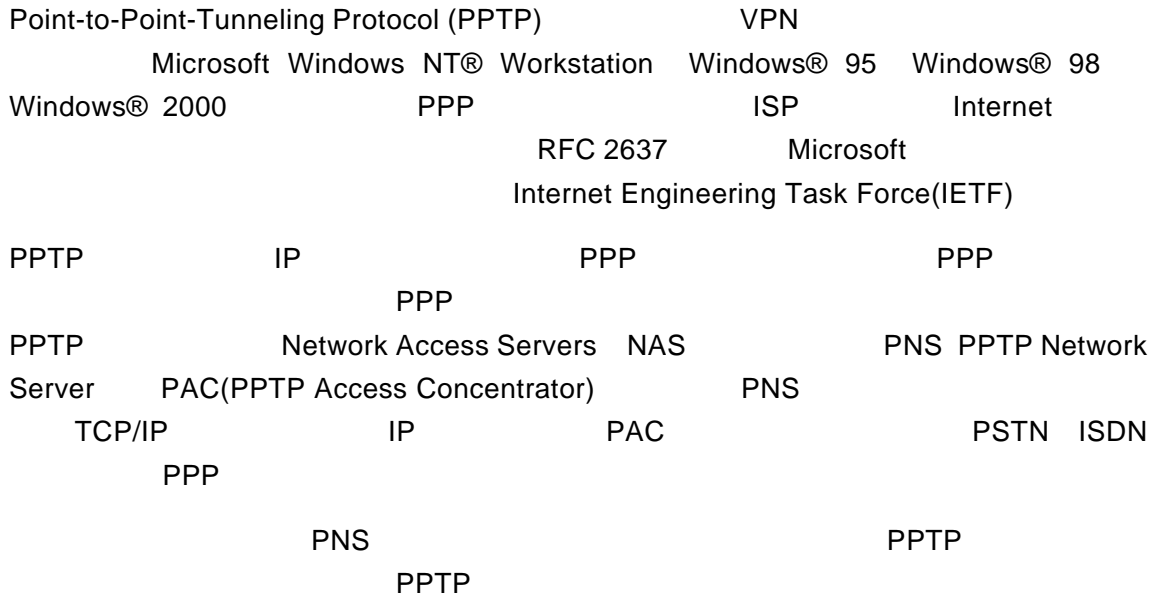 Point-to-Point-Tunneling Protocol (PPTP) VPN
Microsoft Windows NT® Workstation Windows® 95 Windows® 98
Windows® 2000 PPP ISP Internet
RFC 2637 Microsoft
Internet Engineering Task Force(IETF)
PPTP IP PPP PPP
PPP
PPTP Network Access Servers NAS PNS PPTP Network
Server PAC(PPTP Access Concentrator) PNS
TCP/IP IP PAC PSTN ISDN
PPP
PNS PPTP
PPTP